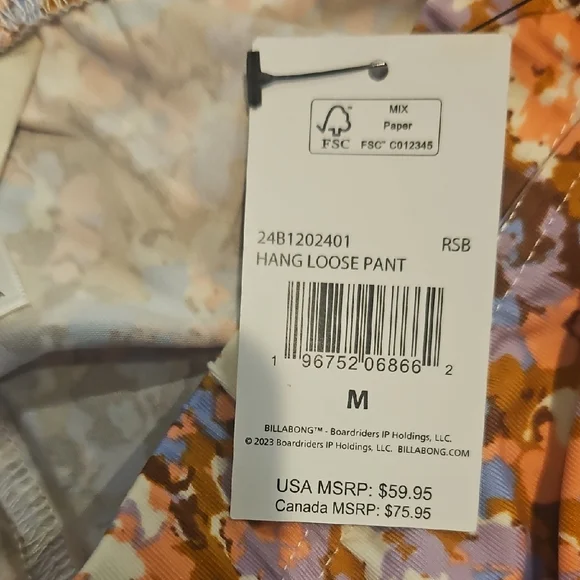 MIX
Paper
FSC
FSC™ C012345
24B1202401 RSB
HANG LOOSE PANT
1 96752 06866 2
M
BILLABONG™ - Boardriders IP Holdings, LLC.
© 2023 Boardriders IP Holdings, LLC. BILLABONG.COM
USA MSRP: $59.95
Canada MSRP: $75.95